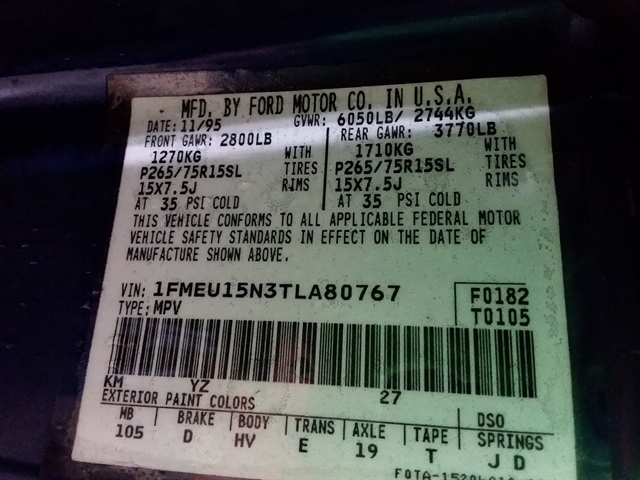 MFD. BY FORD MOTOR CO. IN U.S.A.
DATE: 11/95 GVWR: 6050LB/ 2744KG
FRONT GAWR: 2800LB REAR GAWR: 3770LB
1270KG WITH 1710KG WITH
P265/75R15SL TIRES P265/75R15SL TIRES
15X7.5J RIMS 15X7.5J RIMS
AT 35 PSI COLD AT 35 PSI COLD
THIS VEHICLE CONFORMS TO ALL APPLICABLE FEDERAL MOTOR
VEHICLE SAFETY STANDARDS IN EFFECT ON THE DATE OF
MANUFACTURE SHOWN ABOVE.
VIN: 1FMEU15N3TLA80767 F0182
TYPE: MPV T0105
KM YZ 27
EXTERIOR PAINT COLORS DSO
MB BRAKE BODY TRANS AXLE TAPE SPRINGS
105 D HV E 19 T J D